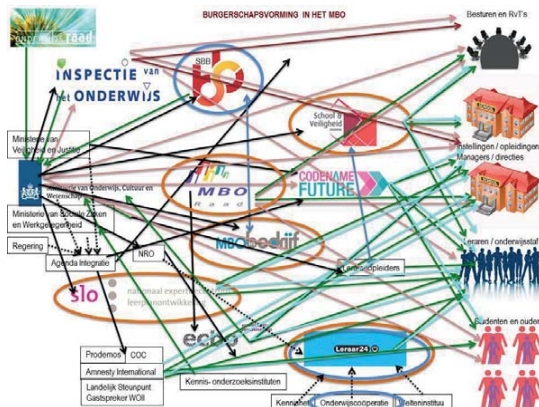 BURGERSCHAPSVORMING IN HET MBO
Besturen en RvT's
onderwijsraad
INSPECTIE van
het ONDERWIJS
SBB
School &
Veiligheid
Instellingen / opleidingen
Managers / directies
Ministerie van
Veiligheid en Justitie
Ministerie van Onderwijs, Cultuur en
Wetenschap
MBO
Raad
CODENAME
FUTURE
Ministerie van Sociale Zaken
en Werkgelegenheid
Regering
MBO bedrijf
NRO
Agenda Integratie
Lerarenopleiders
Leraren / onderwijsstaf
slo
nationaal expertisecentrum
leerplanontwikkeling
ecbo
Studenten en ouders
Prodemos
COC
Amnesty International
Landelijk Steunpunt
Gastspreker WOII
Kennis- onderzoeksinstituten
Leraar24
Kennisnet
Onderwijscoöperatie